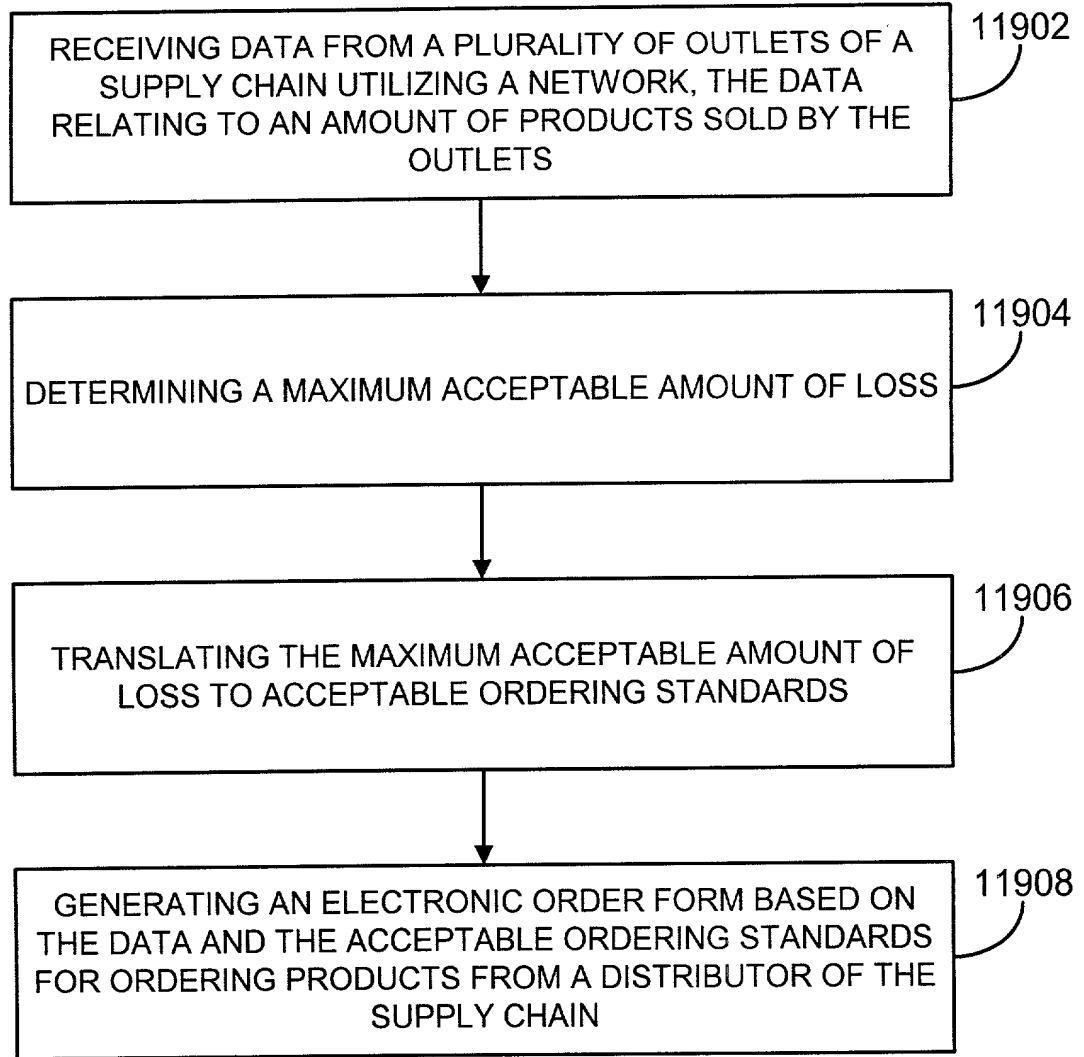 11902
RECEIVING DATA FROM A PLURALITY OF OUTLETS OF A
SUPPLY CHAIN UTILIZING A NETWORK, THE DATA
RELATING TO AN AMOUNT OF PRODUCTS SOLD BY THE
OUTLETS
11904
DETERMINING A MAXIMUM ACCEPTABLE AMOUNT OF LOSS
11906
TRANSLATING THE MAXIMUM ACCEPTABLE AMOUNT OF
LOSS TO ACCEPTABLE ORDERING STANDARDS
11908
GENERATING AN ELECTRONIC ORDER FORM BASED ON
THE DATA AND THE ACCEPTABLE ORDERING STANDARDS
FOR ORDERING PRODUCTS FROM A DISTRIBUTOR OF THE
SUPPLY CHAIN